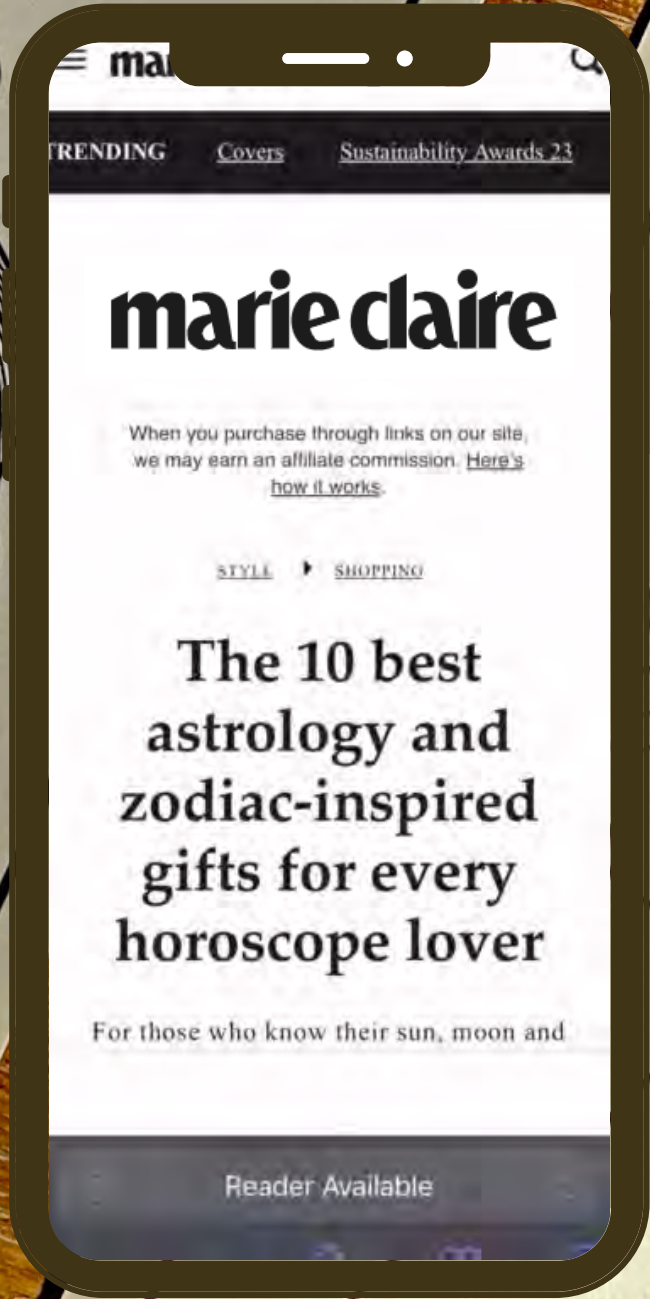 mar
TRENDING Covers Sustainability Awards 23
marie claire
When you purchase through links on our site,
we may earn an affiliate commission. Here's
how it works.
STYLE SHOPPING
The 10 best
astrology and
zodiac-inspired
gifts for every
horoscope lover
For those who know their sun, moon and
Reader Available